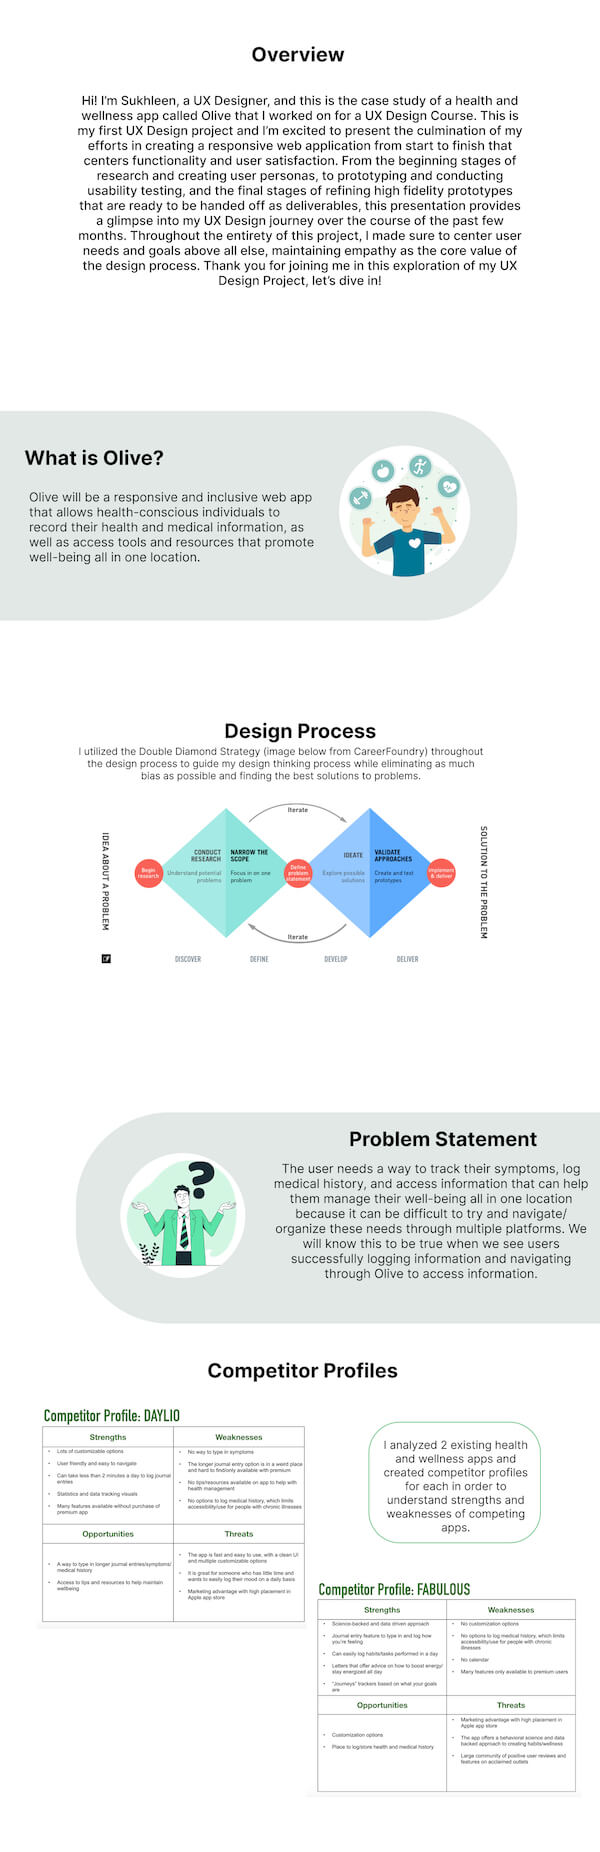 Overview
Hi! I'm Sukhleen, a UX Designer, and this is the case study of a health and
wellness app called Olive that I worked on for a UX Design Course. This is
my first UX Design project and I'm excited to present the culmination of my
efforts in creating a responsive web application from start to finish that
centers functionality and user satisfaction. From the beginning stages of
research and creating user personas, to prototyping and conducting
usability testing, and the final stages of refining high fidelity prototypes
that are ready to be handed off as deliverables, this presentation provides
a glimpse into my UX Design journey over the course of the past few
months. Throughout the entirety of this project, I made sure to center user
needs and goals above all else, maintaining empathy as the core value of
the design process. Thank you for joining me in this exploration of my UX
Design Project, let's dive in!
What is Olive?
Olive will be a responsive and inclusive web app
that allows health-conscious individuals to
record their health and medical information, as
well as access tools and resources that promote
well-being all in one location.
Design Process
I utilized the Double Diamond Strategy (image below from CareerFoundry) throughout
the design process to guide my design thinking process while eliminating as much
bias as possible and finding the best solutions to problems.
Iterate
IDEA ABOUT A PROBLEM
Begin
research
CONDUCT
RESEARCH
Understand potential
problems
NARROW THE
SCOPE
Focus in on one
problem
Define
problem
statement
IDEATE
Explore possible
solutions
VALIDATE
APPROACHES
Create and test
prototypes
Implement
& deliver
SOLUTION TO THE PROBLEM
Iterate
DISCOVER
DEFINE
DEVELOP
DELIVER
Problem Statement
The user needs a way to track their symptoms, log
medical history, and access information that can help
them manage their well-being all in one location
because it can be difficult to try and navigate/
organize these needs through multiple platforms. We
will know this to be true when we see users
successfully logging information and navigating
through Olive to access information.
Competitor Profiles
Competitor Profile: DAYLIO
Strengths
• Lots of customizable options
• User friendly and easy to navigate
• Can take less than 2 minutes a day to log journal
entries
• Statistics and data tracking visuals
• Many features available without purchase of
premium app
Weaknesses
• No way to type in symptoms
• The longer journal entry option is in a weird place
and hard to find/only available with premium
• No tips/resources available on app to help with
health management
• No options to log medical history, which limits
accessibility/use for people with chronic illnesses
Opportunities
• A way to type in longer journal entries/symptoms/
medical history
• Access to tips and resources to help maintain
wellbeing
Threats
• The app is fast and easy to use, with a clean UI
and multiple customizable options
• It is great for someone who has little time and
wants to easily log their mood on a daily basis
• Marketing advantage with high placement in
Apple app store
I analyzed 2 existing health
and wellness apps and
created competitor profiles
for each in order to
understand strengths and
weaknesses of competing
apps.
Competitor Profile: FABULOUS
Strengths
• Science-backed and data driven approach
• Journal entry feature to type in and log how
you're feeling
• Can easily log habits/tasks performed in a day
• Letters that offer advice on how to boost energy/
stay energized all day
• "Journeys" trackers based on what your goals
are
Weaknesses
• No customization options
• No options to log medical history, which limits
accessibility/use for people with chronic
illnesses
• No calendar
• Many features only available to premium users
Opportunities
• Customization options
• Place to log/store health and medical history
Threats
• Marketing advantage with high placement in
Apple app store
• The app offers a behavioral science and data
backed approach to creating habits/wellness
• Large community of positive user reviews and
features on acclaimed outlets